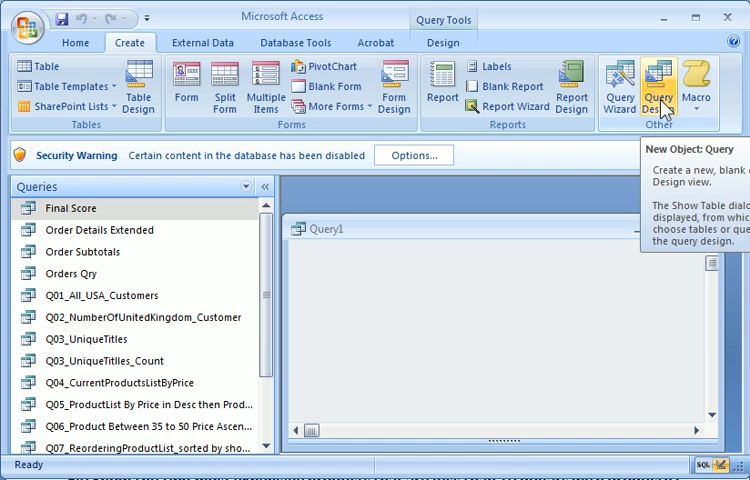 Microsoft Access
Query Tools
Home
Create
External Data
Database Tools
Acrobat
Design
Table
Table Templates
SharePoint Lists
Table Design
Tables
Form
Split Form
Multiple Items
PivotChart
Blank Form
More Forms
Form Design
Forms
Report
Labels
Blank Report
Report Wizard
Report Design
Reports
Query Wizard
Query Design
Macro
Other
Security Warning
Certain content in the database has been disabled
Options...
New Object: Query
Create a new, blank
Design view.
The Show Table dialo
displayed, from whic
choose tables or que
the query design.
Queries
Final Score
Order Details Extended
Order Subtotals
Orders Qry
Q01_All_USA_Customers
Q02_NumberOfUnitedKingdom_Customer
Q03_UniqueTitles
Q03_UniqueTitlles_Count
Q04_CurrentProductsListByPrice
Q05_ProductList By Price in Desc then Prod...
Q06_Product Between 35 to 50 Price Ascen...
Q07_ReorderingProductList_sorted by sho...
Query1
Ready
SQL